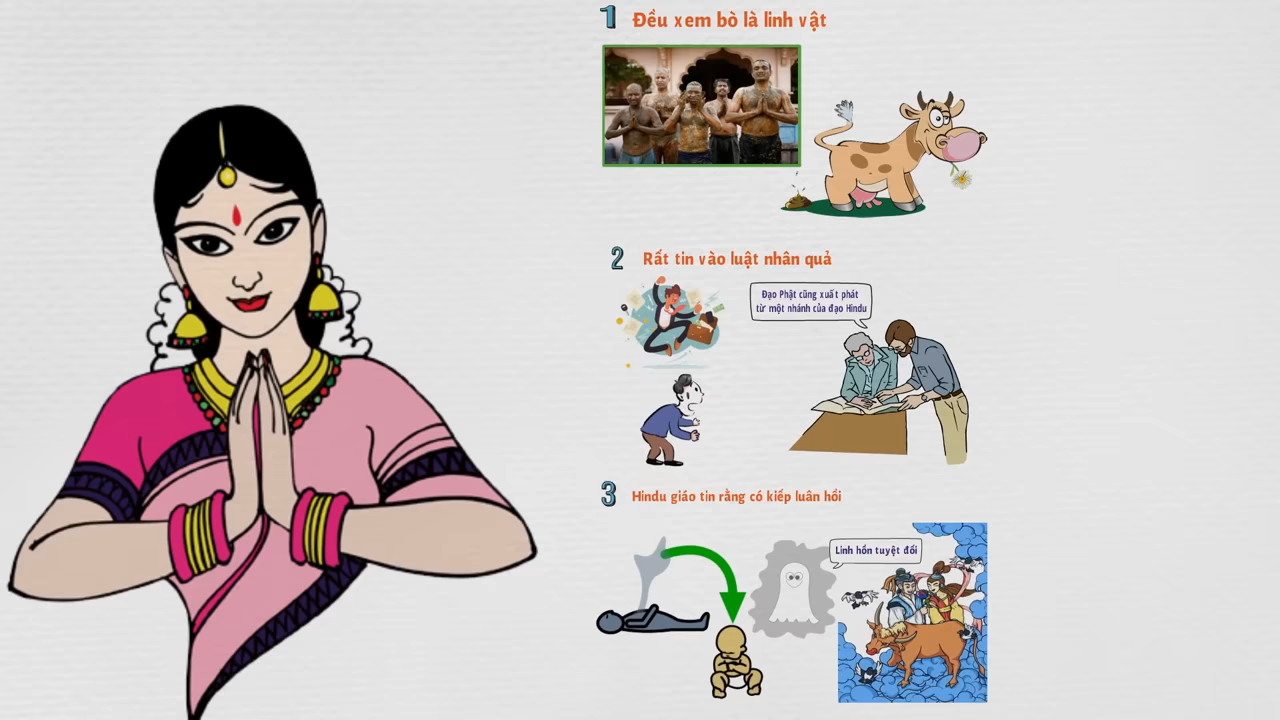 1 Đều xem bò là linh vật
2 Rất tin vào luật nhân quả
Đạo Phật cũng xuất phát
từ một nhánh của đạo Hindu
3 Hindu giáo tin rằng có kiếp luân hồi
Linh hồn tuyệt đối